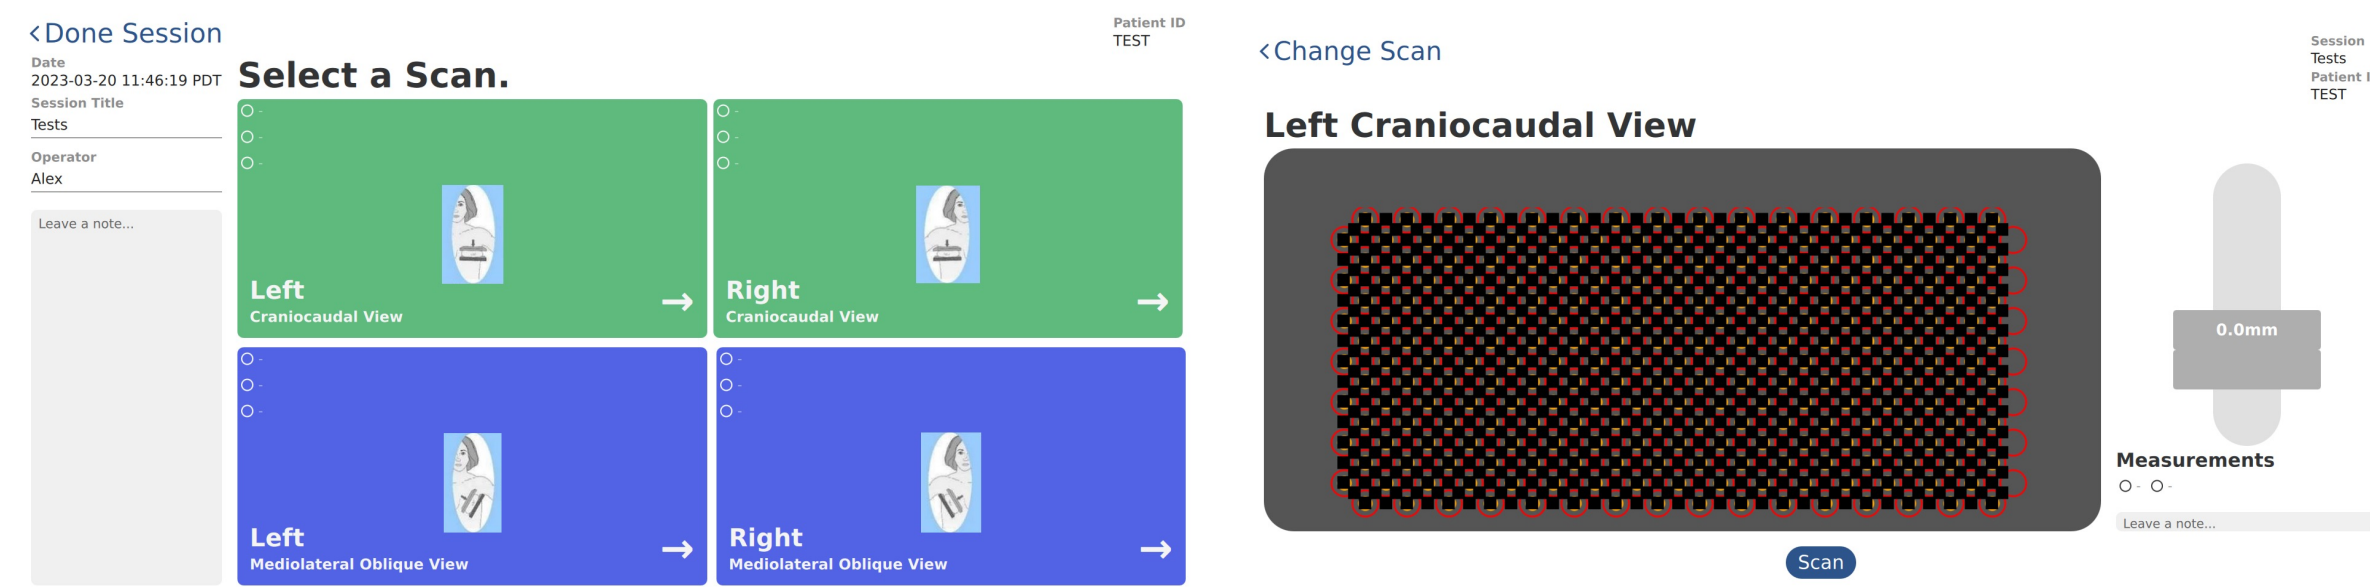 <Done Session
Date
2023-03-20 11:46:19 PDT
Session Title
Tests
Operator
Alex
Leave a note...
Patient ID
TEST
Select a Scan.
-
-
-
Left
Craniocaudal View
→
-
-
-
Right
Craniocaudal View
→
-
-
-
Left
Mediolateral Oblique View
→
-
-
-
Right
Mediolateral Oblique View
→
<Change Scan
Session
Tests
Patient I
TEST
Left Craniocaudal View
0.0mm
Measurements
- -
Leave a note...
Scan